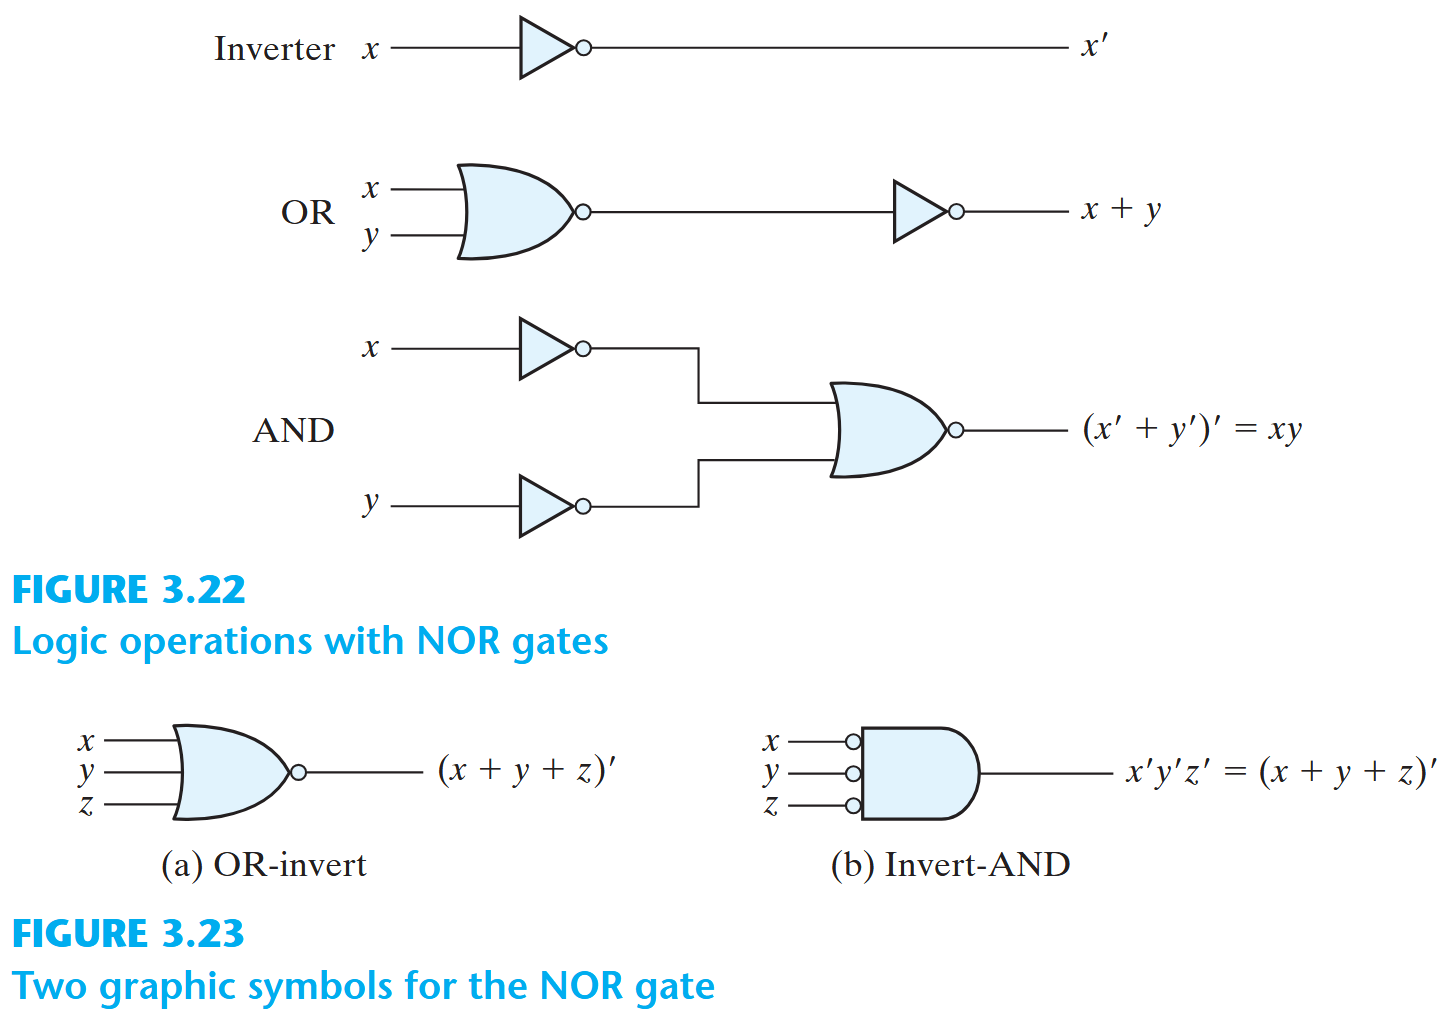 Inverter x x′
OR x y x + y
x
AND (x′ + y′)′ = xy
y
FIGURE 3.22
Logic operations with NOR gates
x y z (x + y + z)′
x y z x′y′z′ = (x + y + z)′
(a) OR-invert
(b) Invert-AND
FIGURE 3.23
Two graphic symbols for the NOR gate